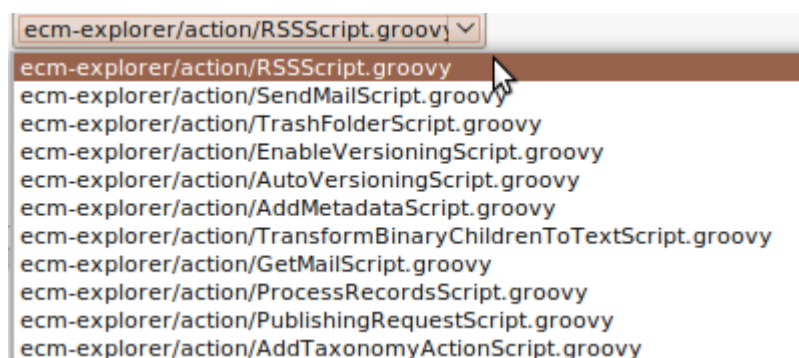 ecm-explorer/action/RSSScript.groovy
ecm-explorer/action/RSSScript.groovy
ecm-explorer/action/SendMailScript.groovy
ecm-explorer/action/TrashFolderScript.groovy
ecm-explorer/action/EnableVersioningScript.groovy
ecm-explorer/action/AutoVersioningScript.groovy
ecm-explorer/action/AddMetadataScript.groovy
ecm-explorer/action/TransformBinaryChildrenToTextScript.groovy
ecm-explorer/action/GetMailScript.groovy
ecm-explorer/action/ProcessRecordsScript.groovy
ecm-explorer/action/PublishingRequestScript.groovy
ecm-explorer/action/AddTaxonomyActionScript.groovy